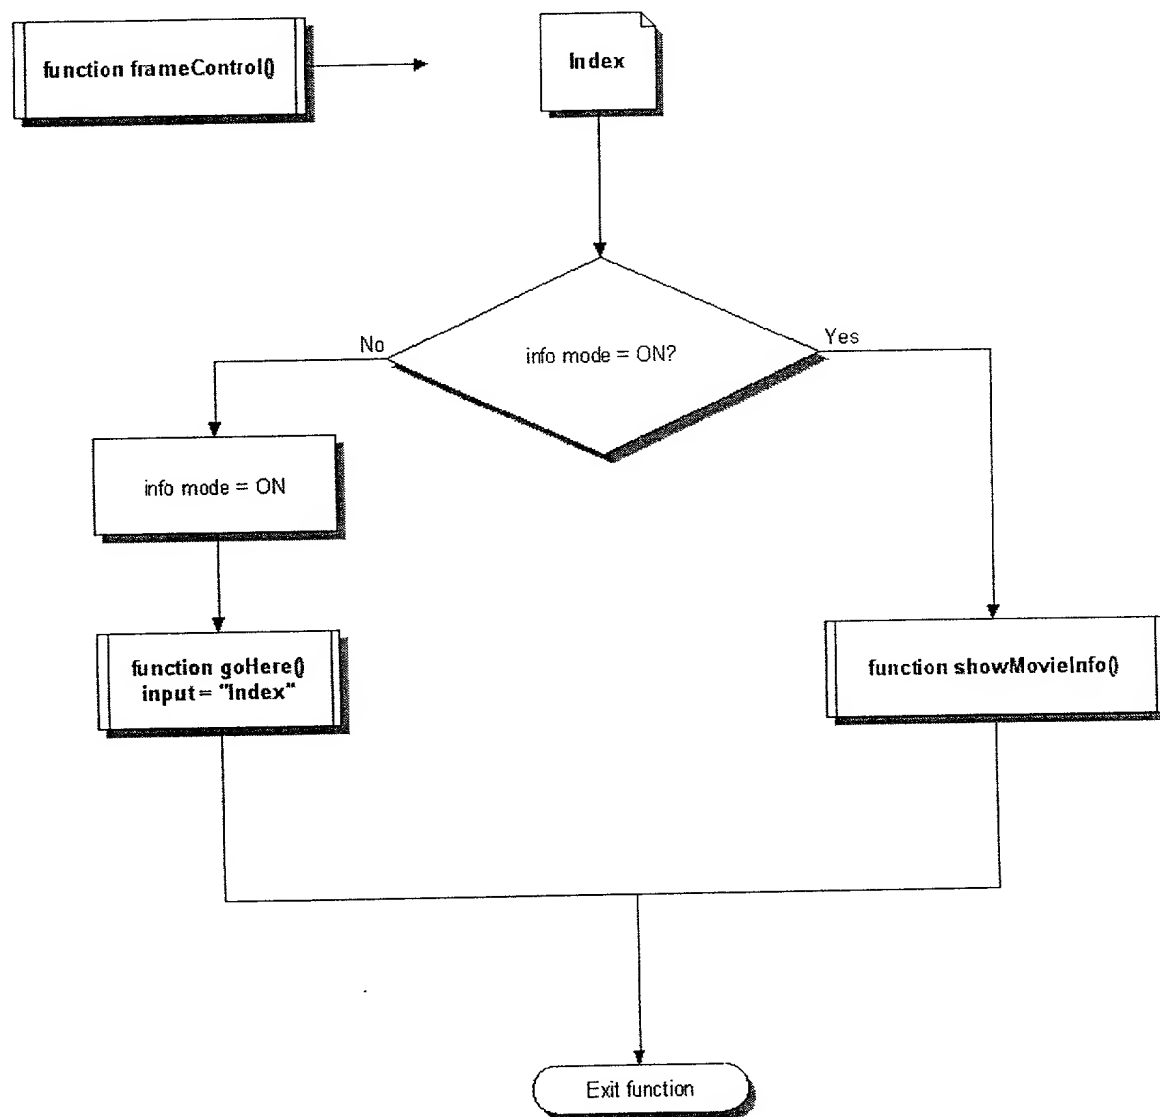 function frameControl()
Index
info mode = ON?
No
Yes
info mode = ON
function goHere()
input = "Index"
function showMovieInfo()
Exit function